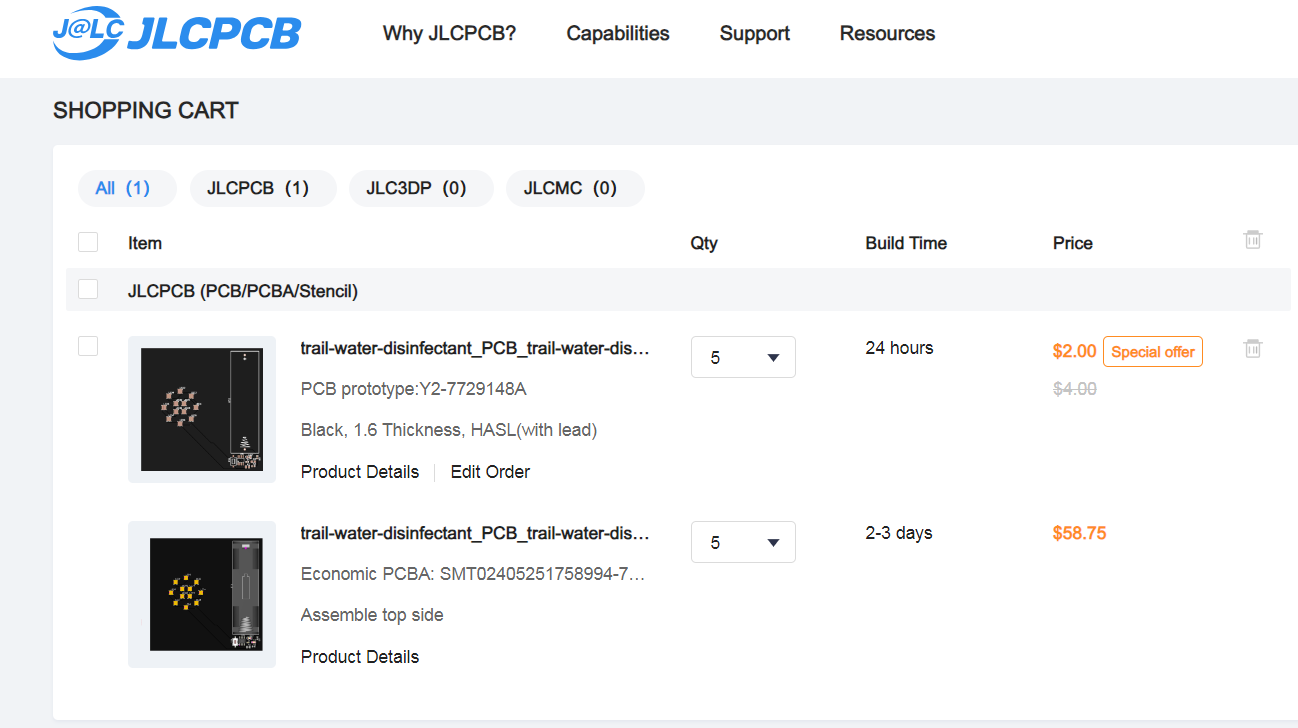 J@LC JLCPCB Why JLCPCB? Capabilities Support Resources
SHOPPING CART
All (1) JLCPCB (1) JLC3DP (0) JLCMC (0)
Item Qty Build Time Price
JLCPCB (PCB/PCBA/Stencil)
trail-water-disinfectant_PCB_trail-water-dis... 5 24 hours $2.00 Special offer
PCB prototype:Y2-7729148A $4.00
Black, 1.6 Thickness, HASL(with lead)
Product Details Edit Order
trail-water-disinfectant_PCB_trail-water-dis... 5 2-3 days $58.75
Economic PCBA: SMT02405251758994-7...
Assemble top side
Product Details